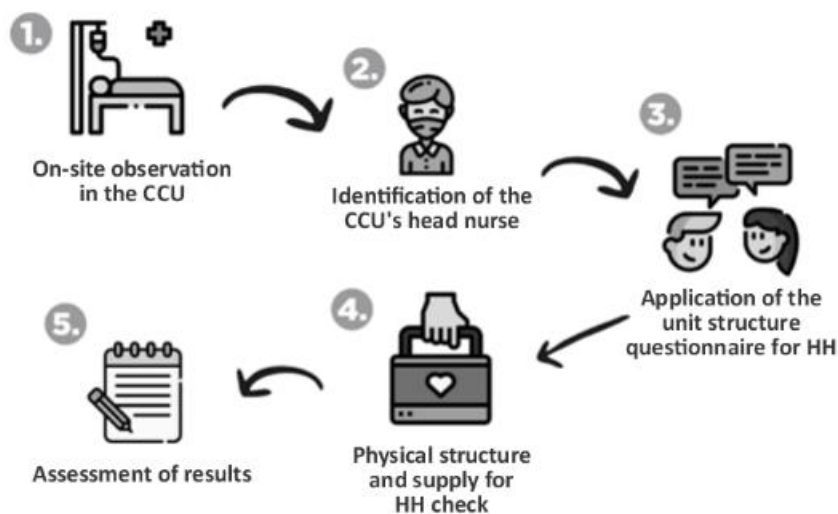 1.
On-site observation
in the CCU
2.
Identification of the
CCU's head nurse
3.
Application of the
unit structure
questionnaire for HH
4.
Physical structure
and supply for
HH check
5.
Assessment of results